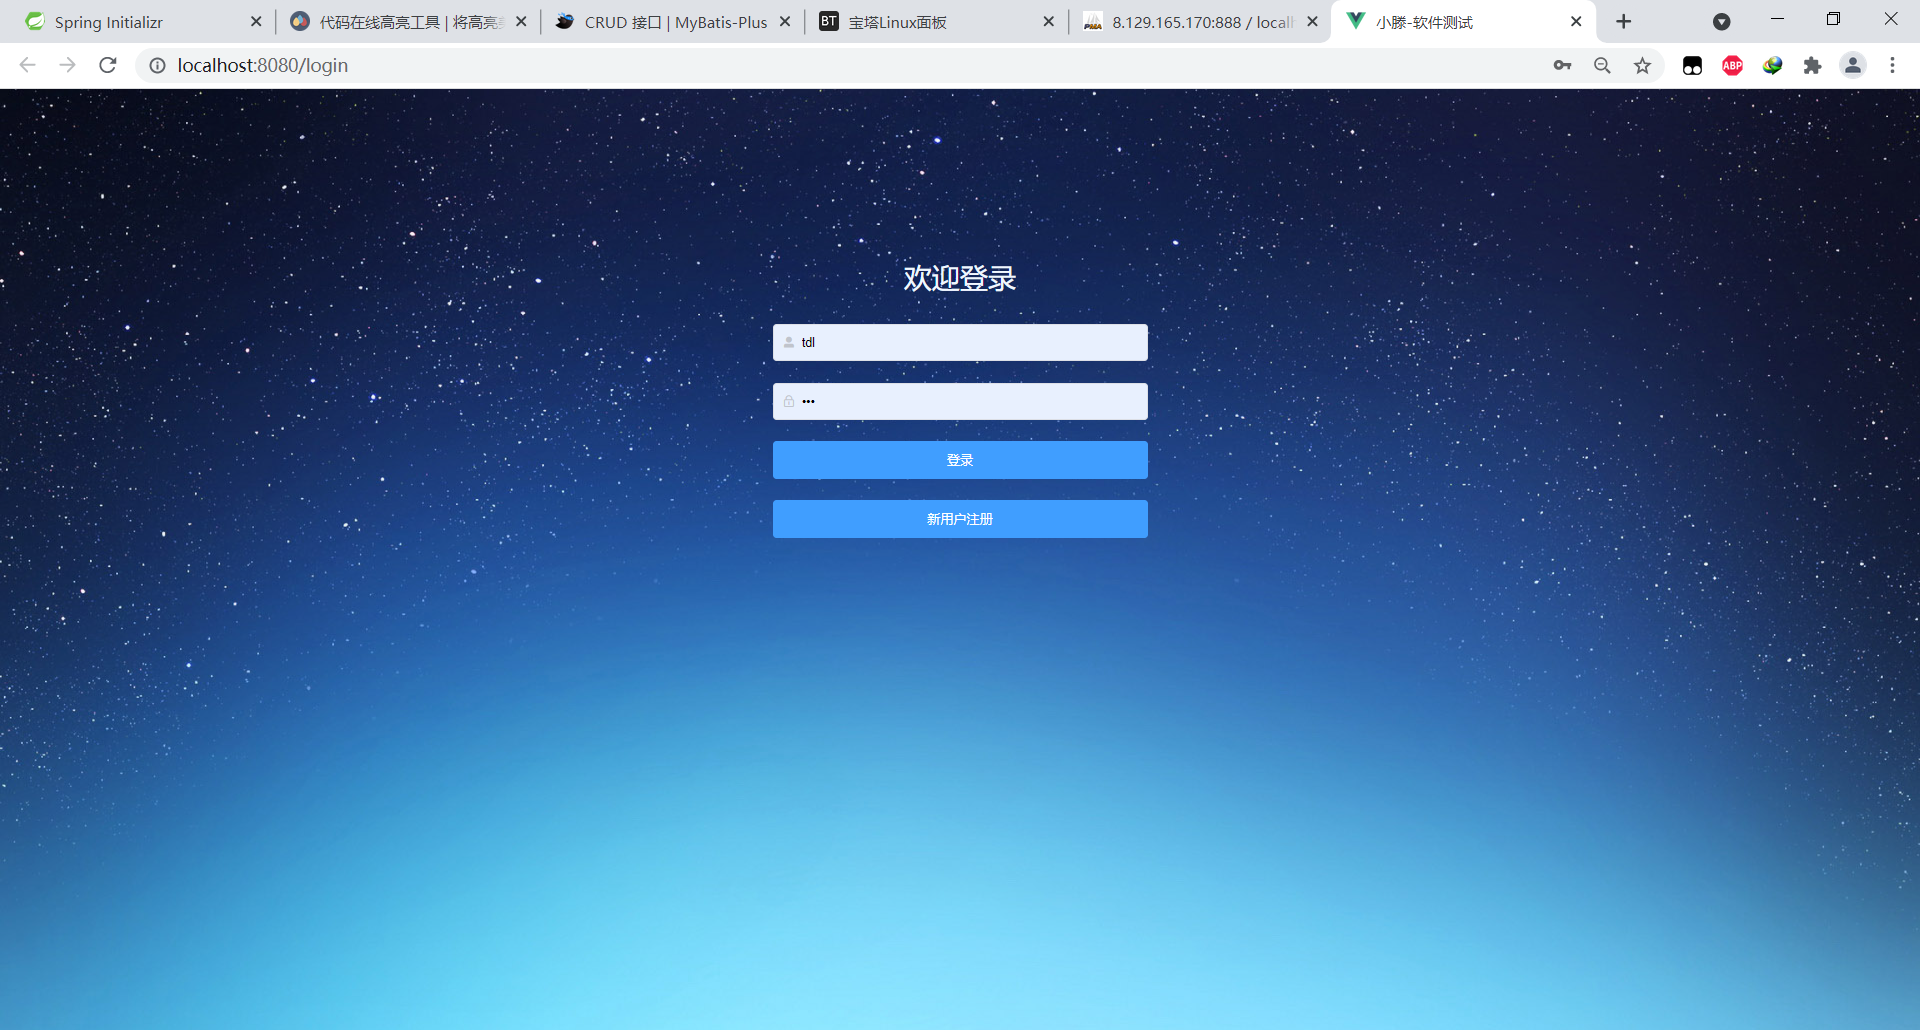 Spring Initializr
代码在线高亮工具 | 将高亮
CRUD 接口 | MyBatis-Plus
BT 宝塔Linux面板
PMA 8.129.165.170:888 / local
小滕-软件测试
localhost:8080/login
ABP
欢迎登录
tdl
•••
登录
新用户注册